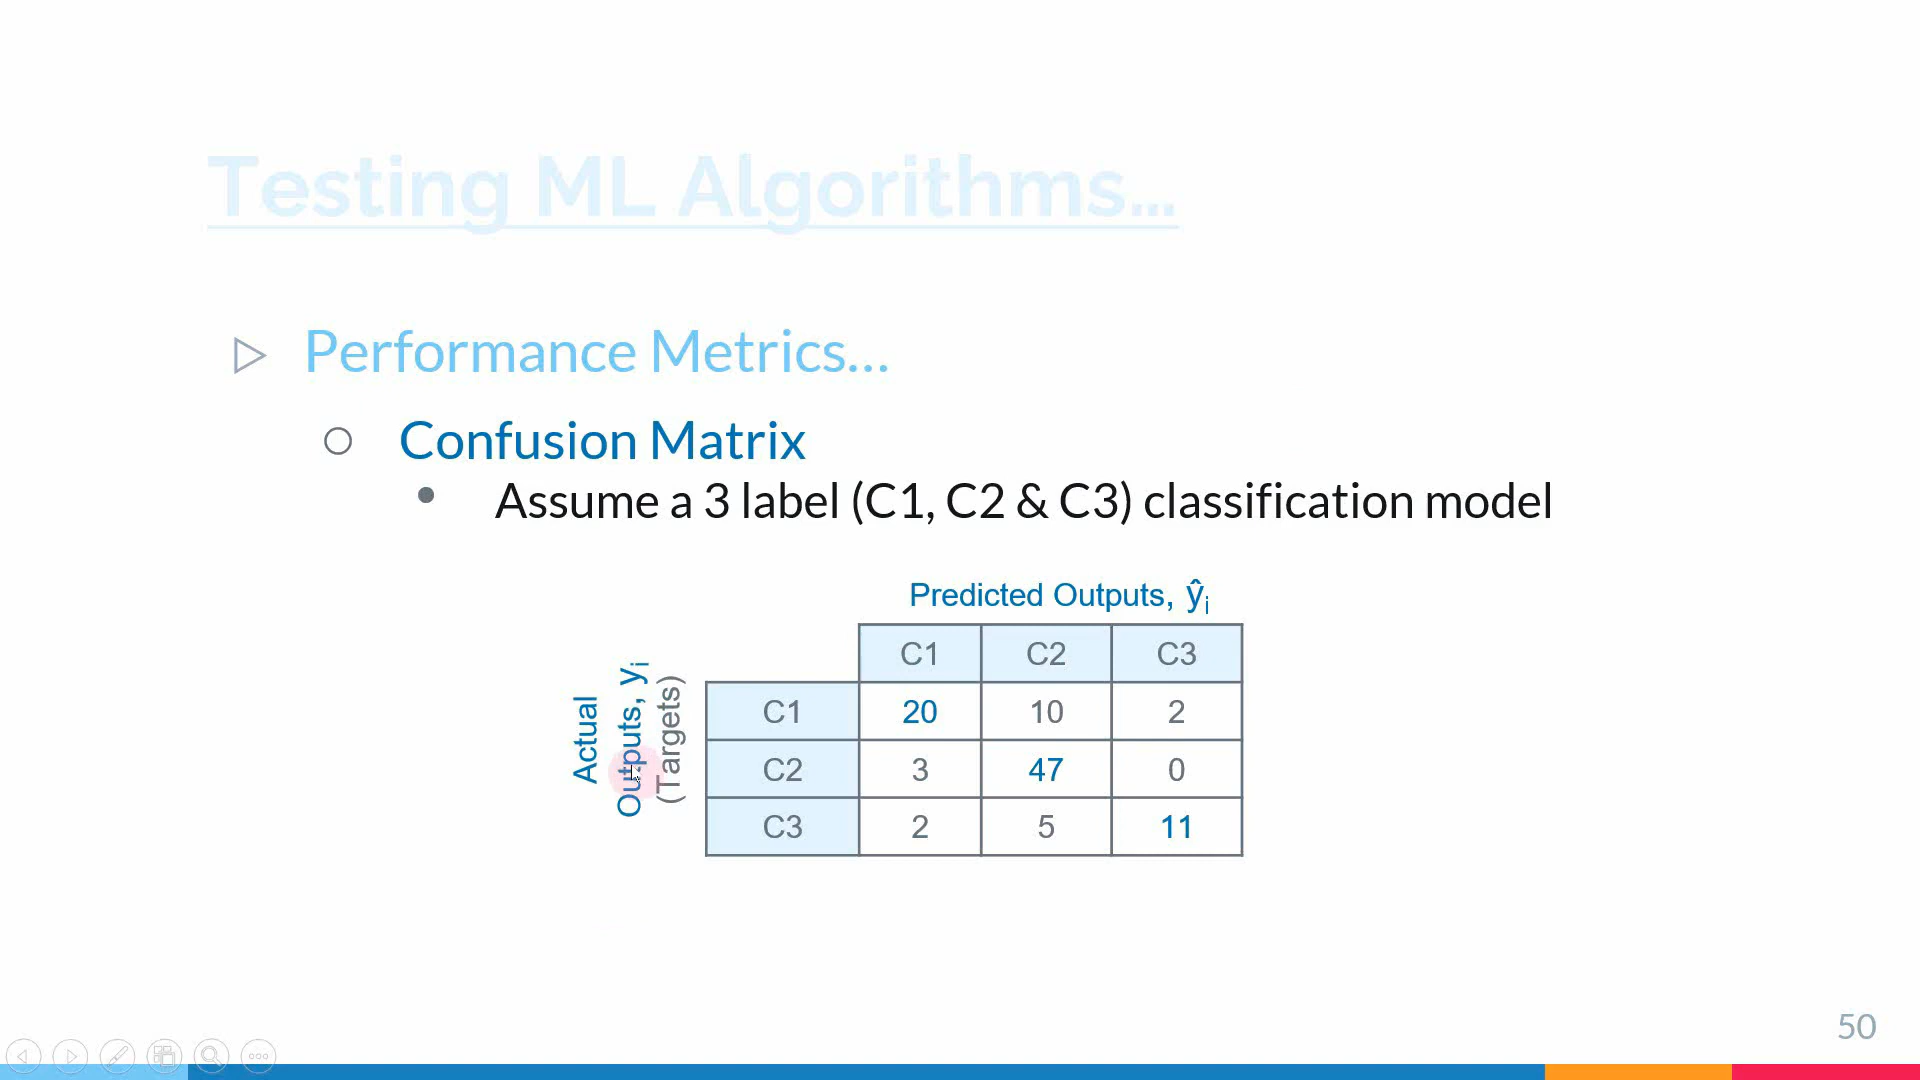 Testing ML Algorithms...
Performance Metrics...
Confusion Matrix
Assume a 3 label (C1, C2 & C3) classification model
Predicted Outputs, ŷi
C1 C2 C3
Actual
Outputs, yi
(Targets)
C1 20 10 2
C2 3 47 0
C3 2 5 11
50